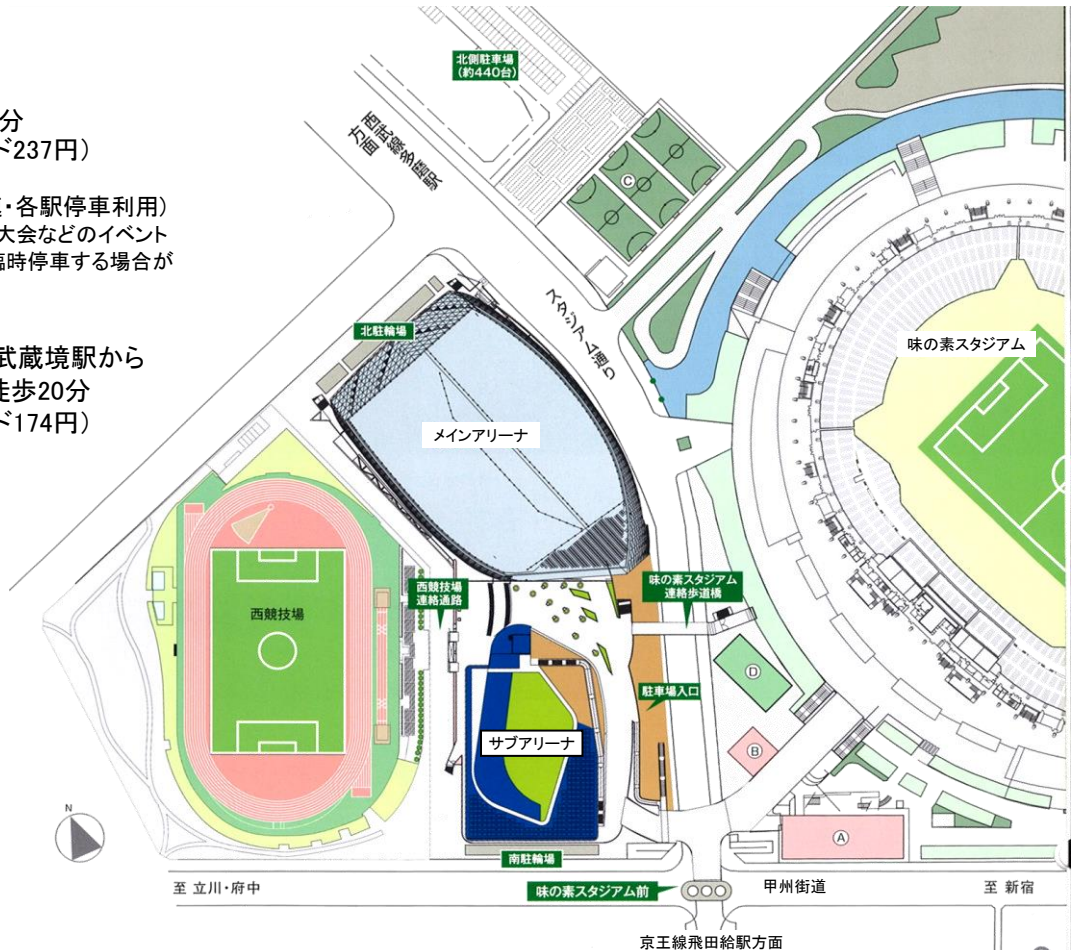 北側駐車場
(約440台)
分
ド237円)
・各駅停車利用)
大会などのイベント
臨時停車する場合が
武蔵境駅から
徒歩20分
ド174円)
西武線多磨駅
方面
C
スタジアム通り
北駐輪場
味の素スタジアム
メインアリーナ
西競技場
連絡通路
味の素スタジアム
連絡歩道橋
西競技場
D
駐車場入口
サブアリーナ
B
N
A
南駐輪場
至 立川・府中
味の素スタジアム前
甲州街道
至 新宿
京王線飛田給駅方面